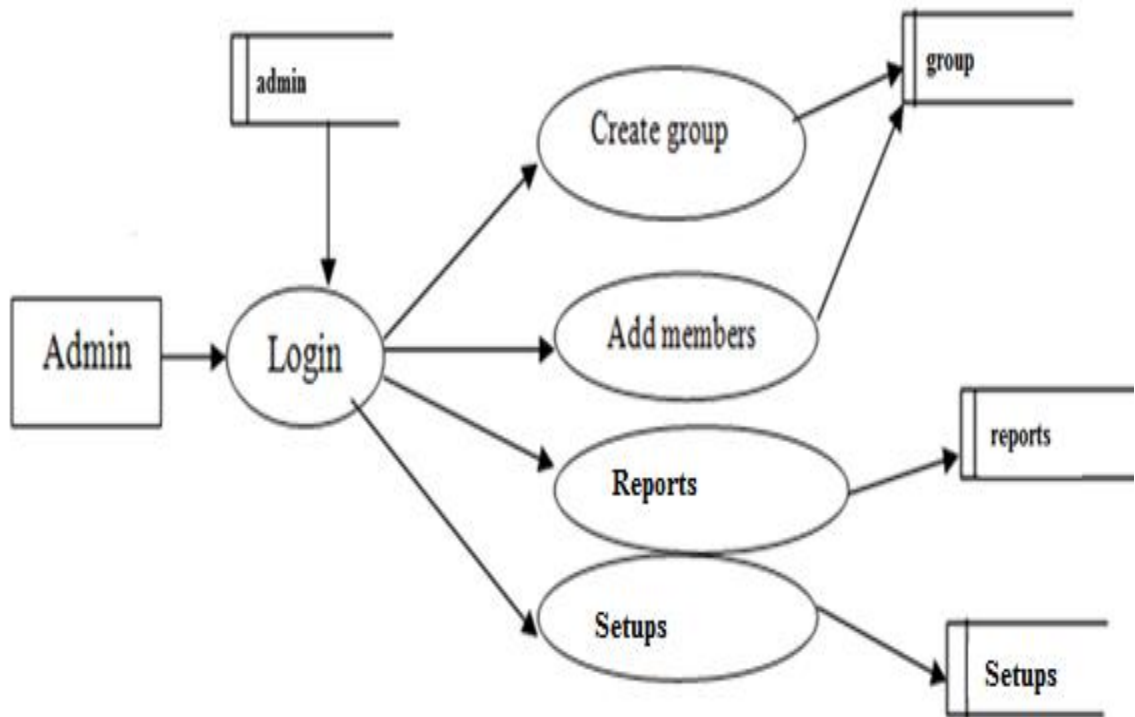 admin
group
Create group
Admin
Login
Add members
reports
Reports
Setups
Setups